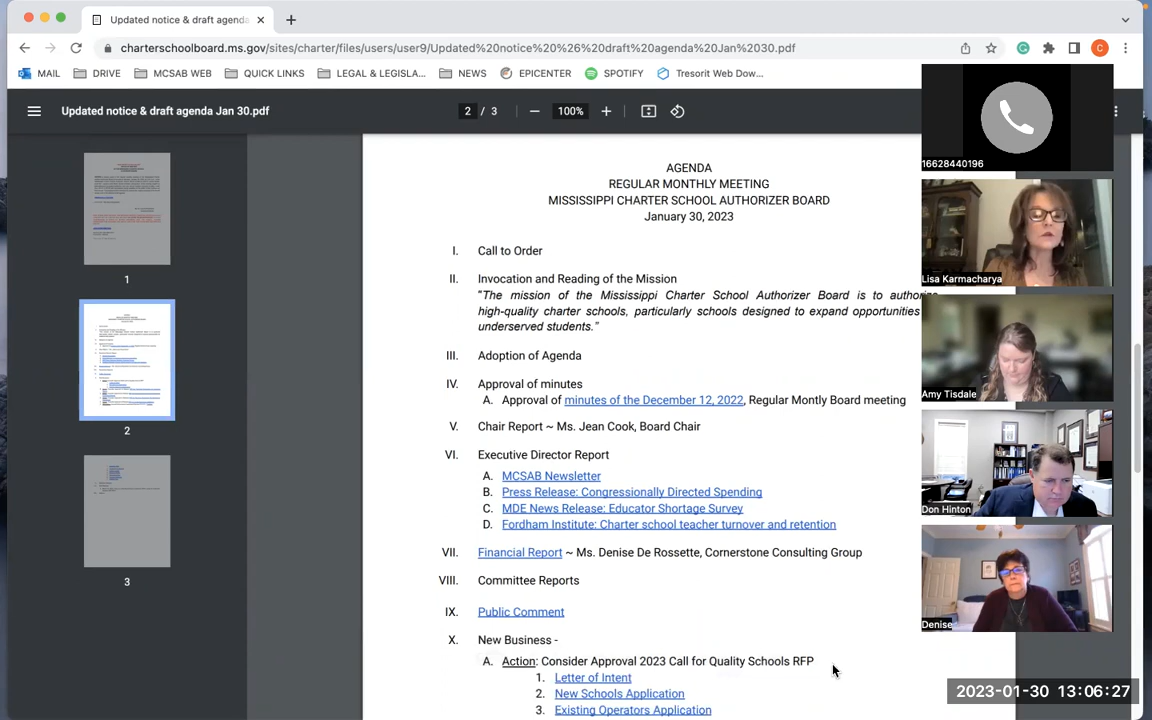 Updated notice & draft agenda
charterschoolboard.ms.gov/sites/charter/files/users/user9/Updated%20notice%20%26%20draft%20agenda%20Jan%2030.pdf
C
MAIL DRIVE MCSAB WEB QUICK LINKS LEGAL & LEGISLA... NEWS EPICENTER SPOTIFY Tresorit Web Dow...
Updated notice & draft agenda Jan 30.pdf
2 / 3
100%
1
2
3
AGENDA
REGULAR MONTHLY MEETING
MISSISSIPPI CHARTER SCHOOL AUTHORIZER BOARD
January 30, 2023
I. Call to Order
II. Invocation and Reading of the Mission
"The mission of the Mississippi Charter School Authorizer Board is to authorize
high-quality charter schools, particularly schools designed to expand opportunities
underserved students."
III. Adoption of Agenda
IV. Approval of minutes
A. Approval of minutes of the December 12, 2022, Regular Montly Board meeting
V. Chair Report ~ Ms. Jean Cook, Board Chair
VI. Executive Director Report
A. MCSAB Newsletter
B. Press Release: Congressionally Directed Spending
C. MDE News Release: Educator Shortage Survey
D. Fordham Institute: Charter school teacher turnover and retention
VII. Financial Report ~ Ms. Denise De Rossette, Cornerstone Consulting Group
VIII. Committee Reports
IX. Public Comment
X. New Business -
A. Action: Consider Approval 2023 Call for Quality Schools RFP
1. Letter of Intent
2. New Schools Application
3. Existing Operators Application
16628440196
Lisa Karmacharya
Amy Tisdale
Don Hinton
Denise
2023-01-30 13:06:27